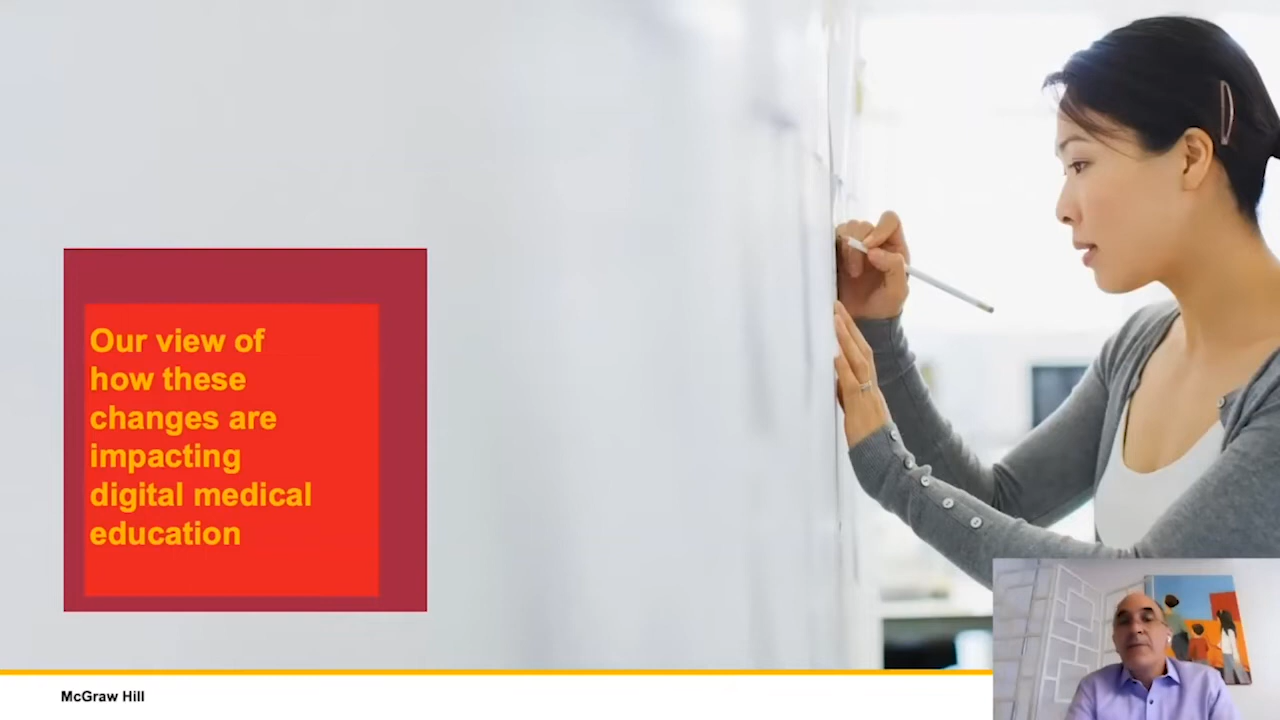 Our view of
how these
changes are
impacting
digital medical
education
McGraw Hill